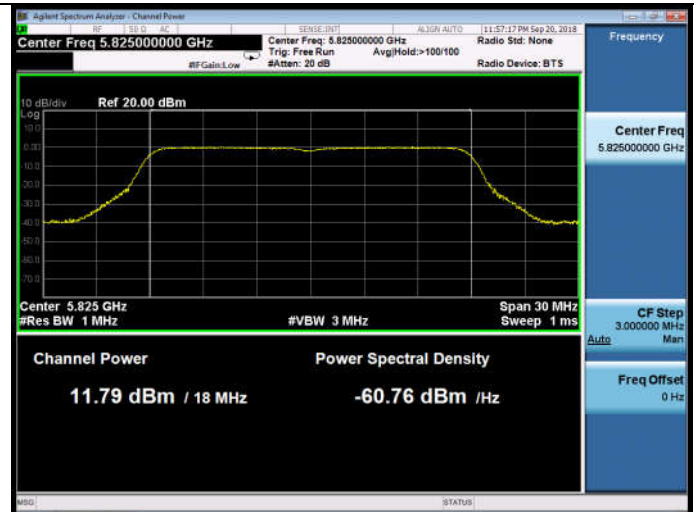 Agilent Spectrum Analyzer - Channel Power
RF 50 Ω AC SENSE:INT ALIGN AUTO 11:57:17 PM Sep 20, 2018
Center Freq 5.825000000 GHz
Center Freq: 5.825000000 GHz
Radio Std: None
Trig: Free Run
Avg|Hold:>100/100
#IFGain:Low
#Atten: 20 dB
Radio Device: BTS
Frequency
10 dB/div Ref 20.00 dBm
Log
10.0
0.00
-10.0
-20.0
-30.0
-40.0
-50.0
-60.0
-70.0
Center 5.825 GHz
Span 30 MHz
#Res BW 1 MHz
#VBW 3 MHz
Sweep 1 ms
Channel Power
Power Spectral Density
11.79 dBm / 18 MHz
-60.76 dBm /Hz
Center Freq
5.825000000 GHz
CF Step
3.000000 MHz
Auto Man
Freq Offset
0 Hz
MSG
STATUS